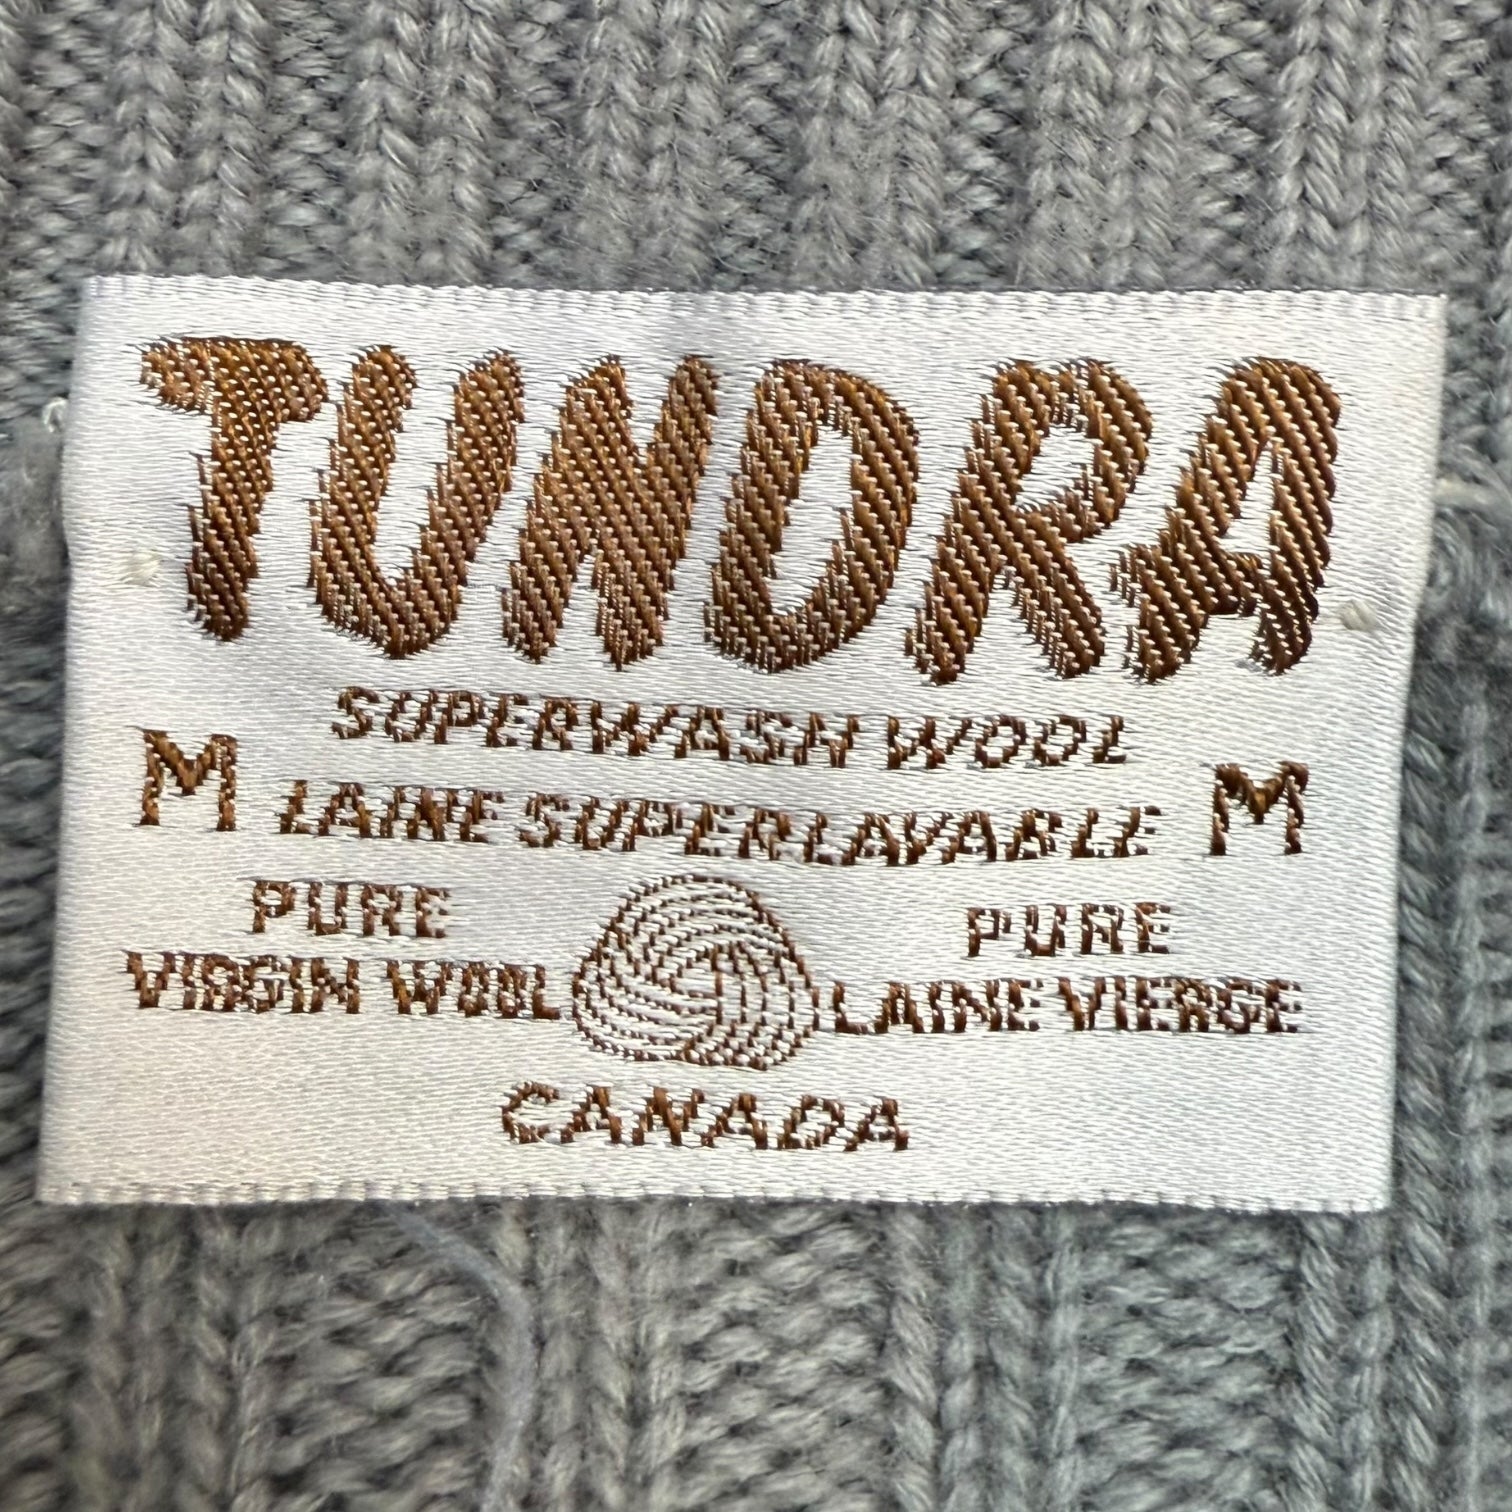 TUNDRA
SUPERWASH WOOL
M LAINE SUPERLAVABLE M
PURE PURE
VIRGIN WOOL LAINE VIERGE
CANADA